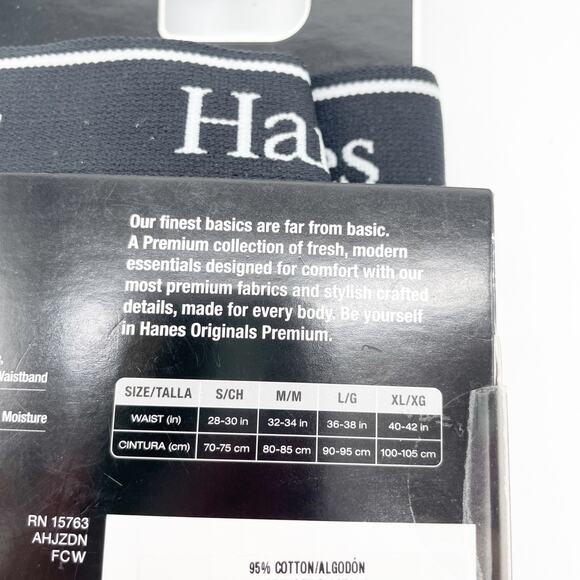 Hanes
Our finest basics are far from basic.
A Premium collection of fresh, modern
essentials designed for comfort with our
most premium fabrics and stylish crafted
details, made for every body. Be yourself
in Hanes Originals Premium.
Waistband
Moisture
SIZE/TALLA S/CH M/M L/G XL/XG
WAIST (in) 28-30 in 32-34 in 36-38 in 40-42 in
CINTURA (cm) 70-75 cm 80-85 cm 90-95 cm 100-105 cm
RN 15763
AHJZDN
FCW
95% COTTON/ALGODÓN